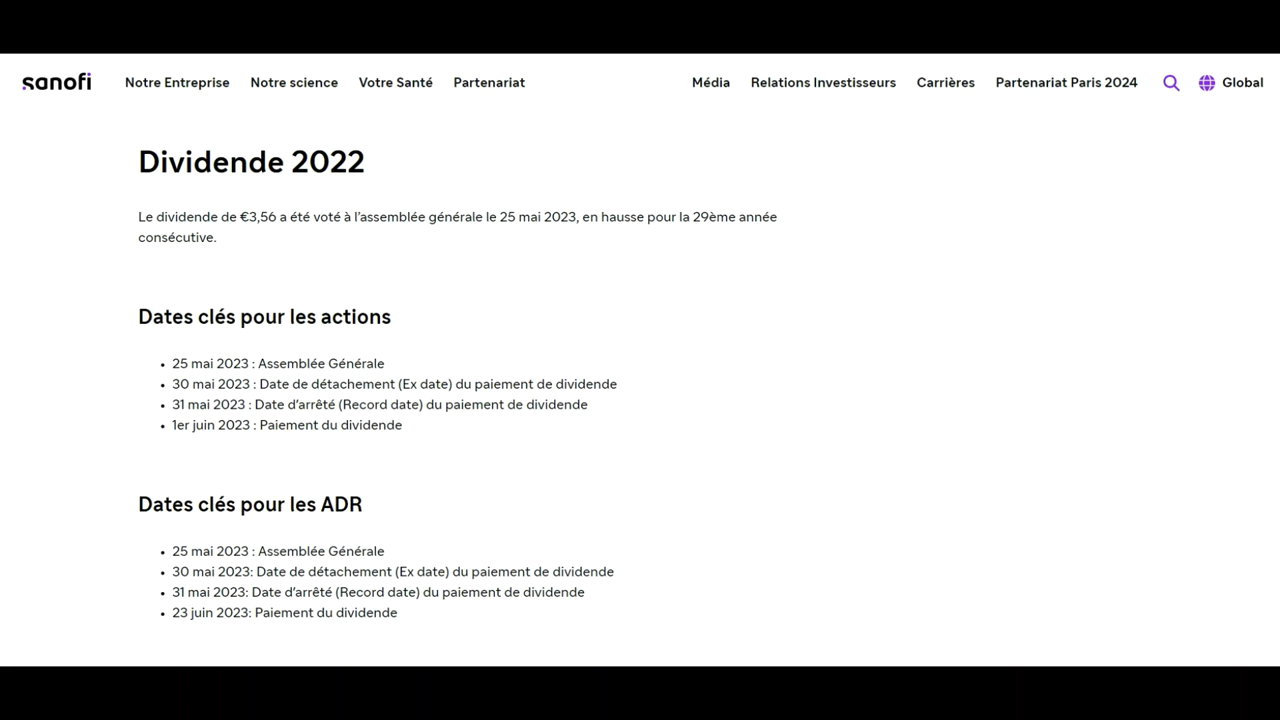 sanofi Notre Entreprise Notre science Votre Santé Partenariat Média Relations Investisseurs Carrières Partenariat Paris 2024 Global
Dividende 2022
Le dividende de €3,56 a été voté à l’assemblée générale le 25 mai 2023, en hausse pour la 29ème année
consécutive.
Dates clés pour les actions
• 25 mai 2023 : Assemblée Générale
• 30 mai 2023 : Date de détachement (Ex date) du paiement de dividende
• 31 mai 2023 : Date d’arrêté (Record date) du paiement de dividende
• 1er juin 2023 : Paiement du dividende
Dates clés pour les ADR
• 25 mai 2023 : Assemblée Générale
• 30 mai 2023: Date de détachement (Ex date) du paiement de dividende
• 31 mai 2023: Date d’arrêté (Record date) du paiement de dividende
• 23 juin 2023: Paiement du dividende